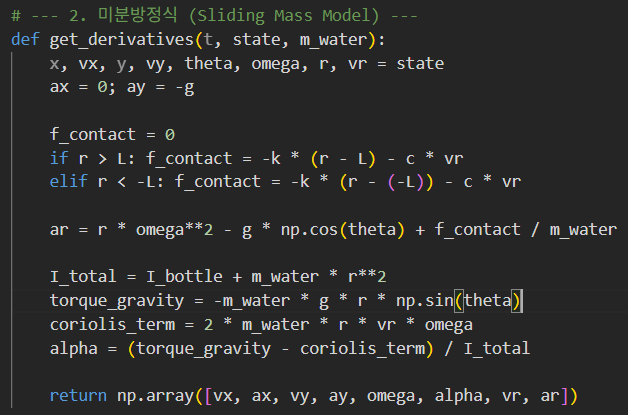 # --- 2. 미분방정식 (Sliding Mass Model) ---
def get_derivatives(t, state, m_water):
    x, vx, y, vy, theta, omega, r, vr = state
    ax = 0; ay = -g

    f_contact = 0
    if r > L: f_contact = -k * (r - L) - c * vr
    elif r < -L: f_contact = -k * (r - (-L)) - c * vr

    ar = r * omega**2 - g * np.cos(theta) + f_contact / m_water

    I_total = I_bottle + m_water * r**2
    torque_gravity = -m_water * g * r * np.sin(theta)
    coriolis_term = 2 * m_water * r * vr * omega
    alpha = (torque_gravity - coriolis_term) / I_total

    return np.array([vx, ax, vy, ay, omega, alpha, vr, ar])